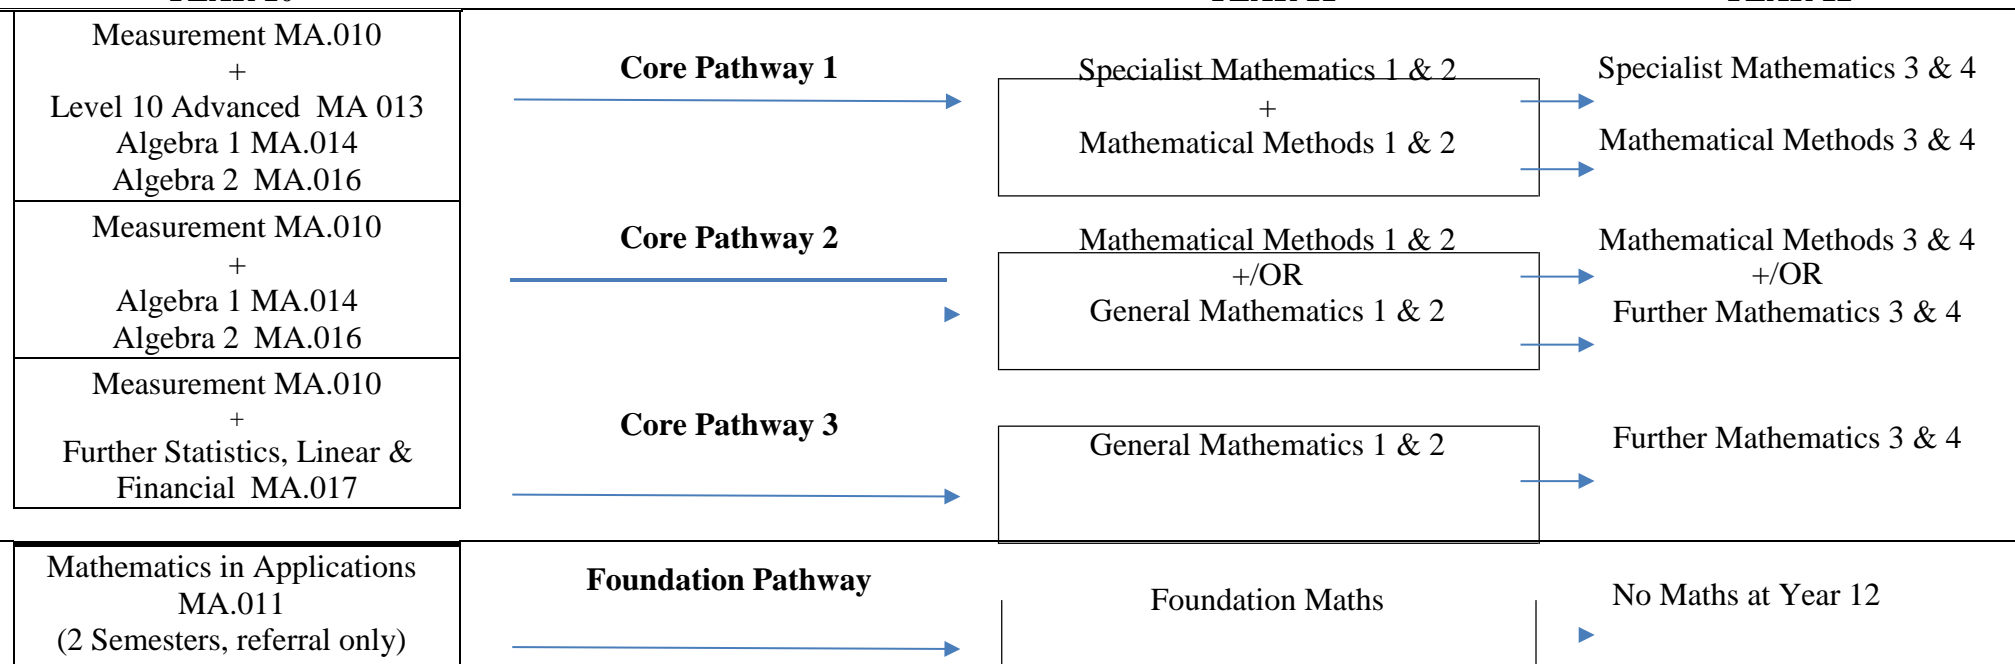 Measurement MA.010
+
Level 10 Advanced MA 013
Algebra 1 MA.014
Algebra 2 MA.016
Core Pathway 1
Specialist Mathematics 1 & 2
+
Mathematical Methods 1 & 2
Specialist Mathematics 3 & 4
Mathematical Methods 3 & 4
Measurement MA.010
+
Algebra 1 MA.014
Algebra 2 MA.016
Core Pathway 2
Mathematical Methods 1 & 2
+/OR
General Mathematics 1 & 2
Mathematical Methods 3 & 4
+/OR
Further Mathematics 3 & 4
Measurement MA.010
+
Further Statistics, Linear &
Financial MA.017
Core Pathway 3
General Mathematics 1 & 2
Further Mathematics 3 & 4
Mathematics in Applications
MA.011
(2 Semesters, referral only)
Foundation Pathway
Foundation Maths
No Maths at Year 12